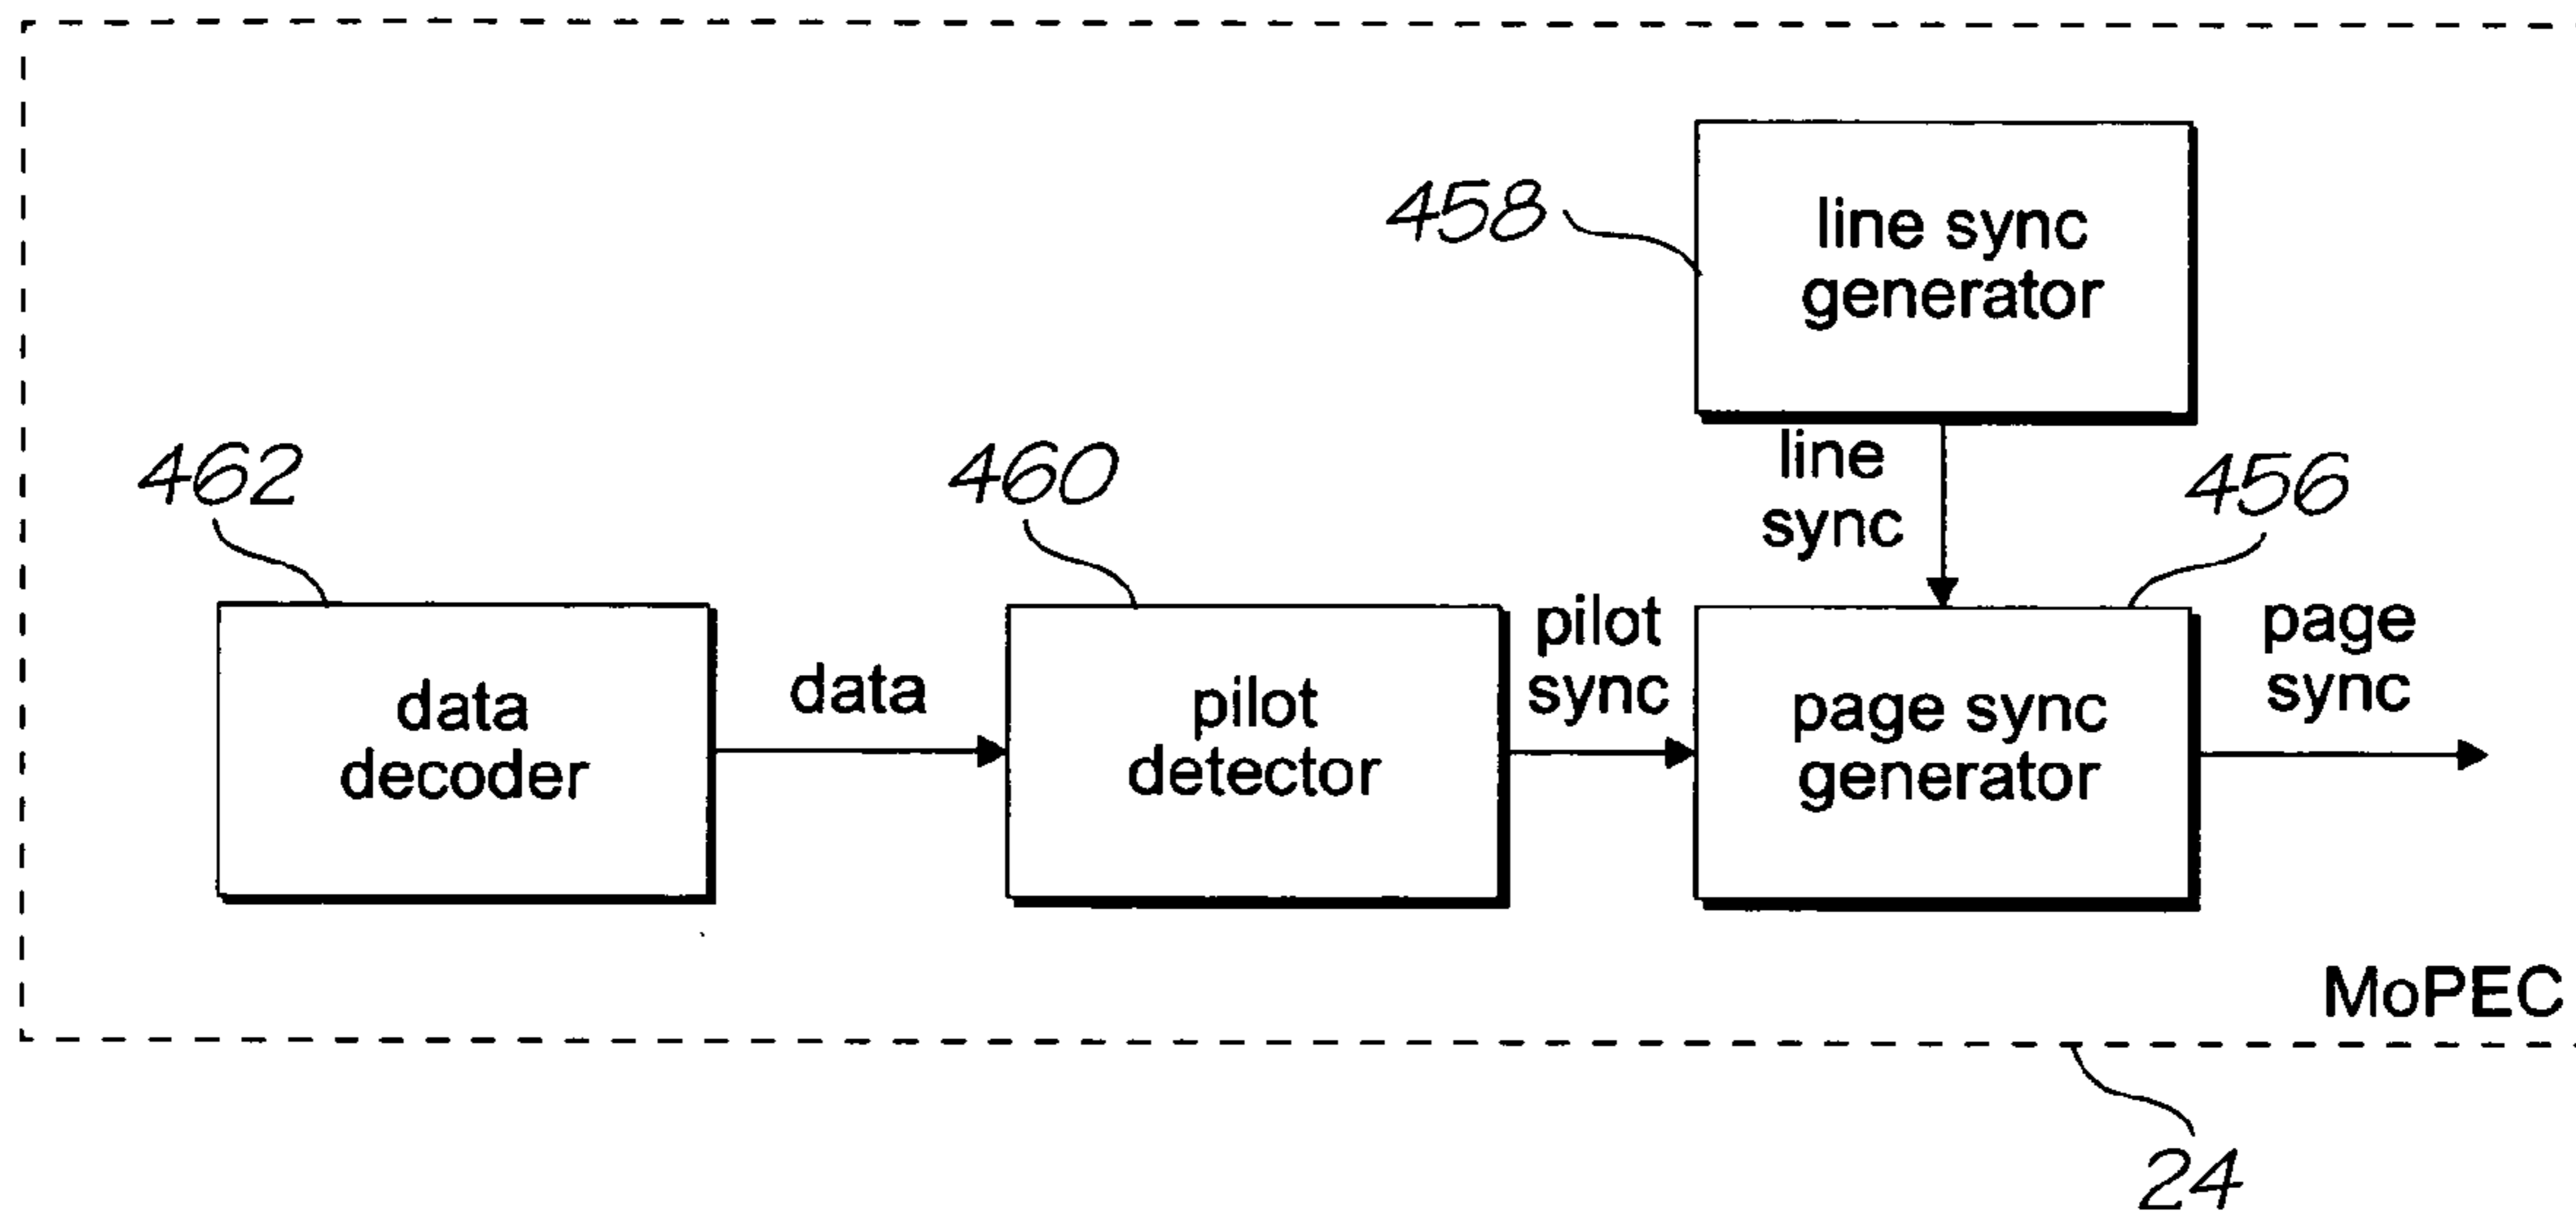 458
line sync
generator
line
sync
462
460
456
data
decoder
data
pilot
detector
pilot
sync
page sync
generator
page
sync
MoPEC
24